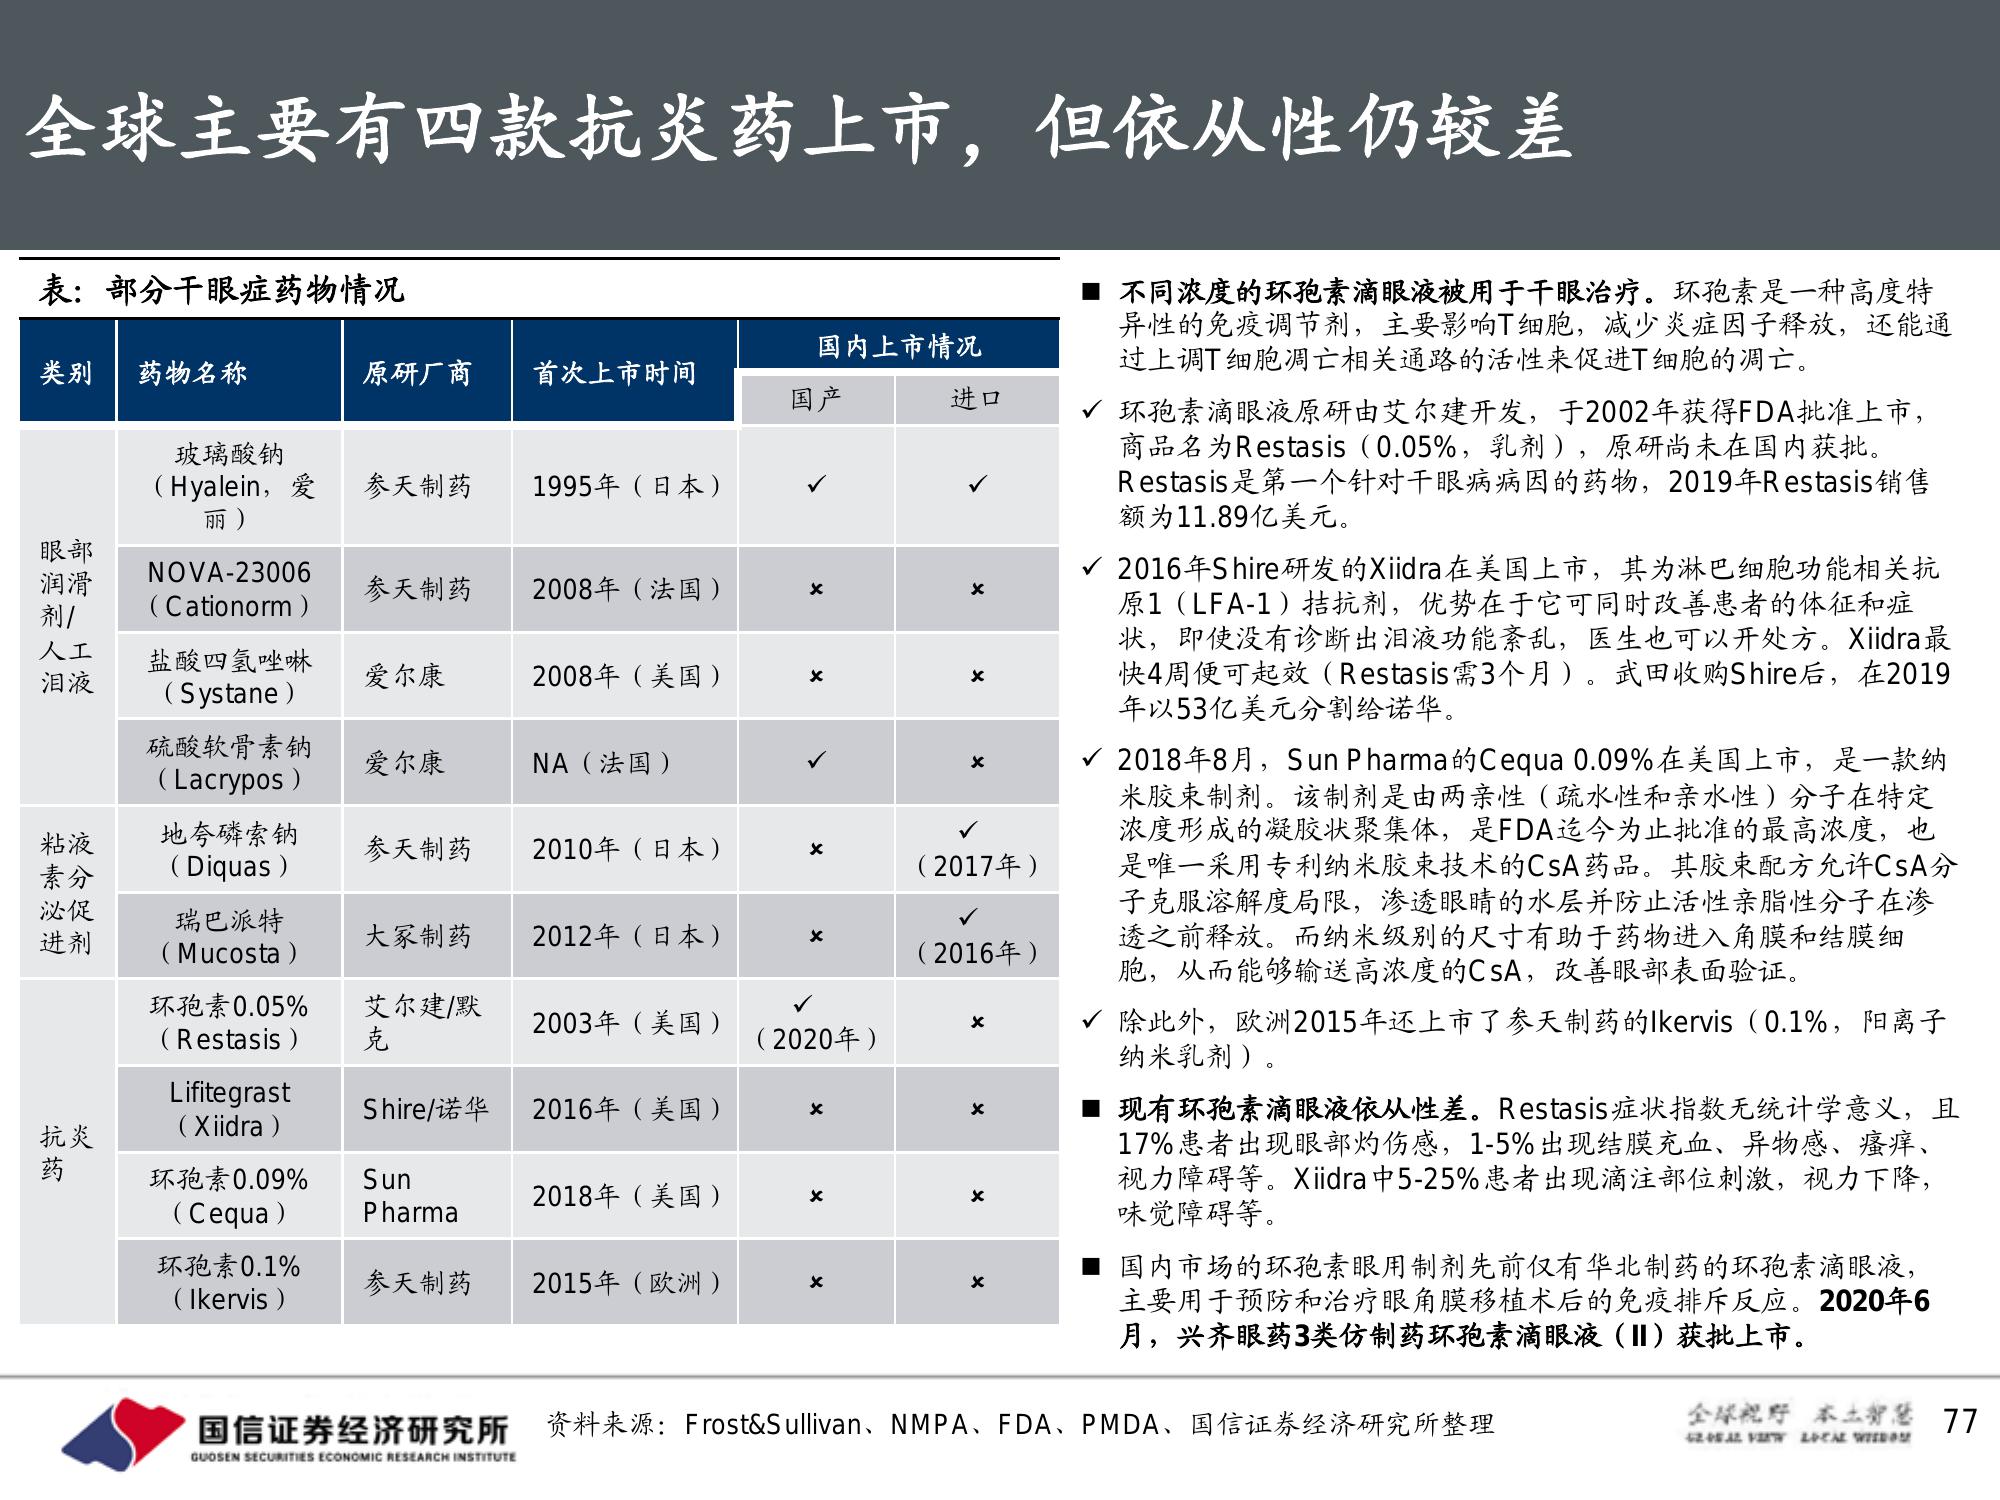 全球主要有四款抗炎药上市，但依从性仍较差
表：部分干眼症药物情况
类别
药物名称
原研厂商
首次上市时间
国内上市情况
国产
进口
眼部
润滑
剂/
人工
泪液
玻璃酸钠
（Hyalein，爱
丽）
参天制药
1995年（日本）
✓
✓
NOVA-23006
（Cationorm）
参天制药
2008年（法国）
×
×
盐酸四氢唑啉
（Systane）
爱尔康
2008年（美国）
×
×
硫酸软骨素钠
（Lacrypos）
爱尔康
NA（法国）
✓
×
粘液
素分
泌促
进剂
地夸磷索钠
（Diquas）
参天制药
2010年（日本）
×
✓
（2017年）
瑞巴派特
（Mucosta）
大冢制药
2012年（日本）
×
✓
（2016年）
抗炎
药
环孢素0.05%
（Restasis）
艾尔建/默
克
2003年（美国）
✓
（2020年）
×
Lifitegrast
（Xiidra）
Shire/诺华
2016年（美国）
×
×
环孢素0.09%
（Cequa）
Sun
Pharma
2018年（美国）
×
×
环孢素0.1%
（Ikervis）
参天制药
2015年（欧洲）
×
×
■ 不同浓度的环孢素滴眼液被用于干眼治疗。环孢素是一种高度特
异性的免疫调节剂，主要影响T细胞，减少炎症因子释放，还能通
过上调T细胞凋亡相关通路的活性来促进T细胞的凋亡。
✓ 环孢素滴眼液原研由艾尔建开发，于2002年获得FDA批准上市，
商品名为Restasis（0.05%，乳剂），原研尚未在国内获批。
Restasis是第一个针对干眼病病因的药物，2019年Restasis销售
额为11.89亿美元。
✓ 2016年Shire研发的Xiidra在美国上市，其为淋巴细胞功能相关抗
原1（LFA-1）拮抗剂，优势在于它可同时改善患者的体征和症
状，即使没有诊断出泪液功能紊乱，医生也可以开处方。Xiidra最
快4周便可起效（Restasis需3个月）。武田收购Shire后，在2019
年以53亿美元分割给诺华。
✓ 2018年8月，Sun Pharma的Cequa 0.09%在美国上市，是一款纳
米胶束制剂。该制剂是由两亲性（疏水性和亲水性）分子在特定
浓度形成的凝胶状聚集体，是FDA迄今为止批准的最高浓度，也
是唯一采用专利纳米胶束技术的CsA药品。其胶束配方允许CsA分
子克服溶解度局限，渗透眼睛的水层并防止活性亲脂性分子在渗
透之前释放。而纳米级别的尺寸有助于药物进入角膜和结膜细
胞，从而能够输送高浓度的CsA，改善眼部表面验证。
✓ 除此外，欧洲2015年还上市了参天制药的Ikervis（0.1%，阳离子
纳米乳剂）。
■ 现有环孢素滴眼液依从性差。Restasis症状指数无统计学意义，且
17%患者出现眼部灼伤感，1-5%出现结膜充血、异物感、瘙痒、
视力障碍等。Xiidra中5-25%患者出现滴注部位刺激，视力下降，
味觉障碍等。
■ 国内市场的环孢素眼用制剂先前仅有华北制药的环孢素滴眼液，
主要用于预防和治疗眼角膜移植术后的免疫排斥反应。2020年6
月，兴齐眼药3类仿制药环孢素滴眼液（II）获批上市。
国信证券经济研究所
GUOSEN SECURITIES ECONOMIC RESEARCH INSTITUTE
资料来源：Frost&Sullivan、NMPA、FDA、PMDA、国信证券经济研究所整理
全球视野 本土智慧
GLOBAL VIEW LOCAL WISDOM
77